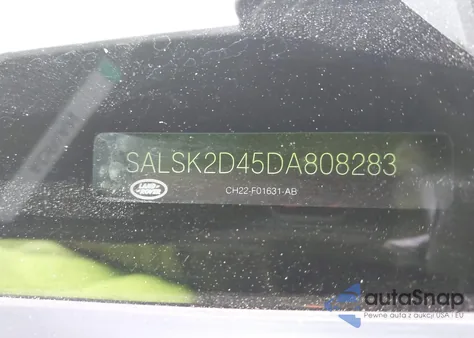 SALSK2D45DA808283
LAND
ROVER
CH22-F01631-AB
autoSnap
Pewne auta z aukcji USA i EU